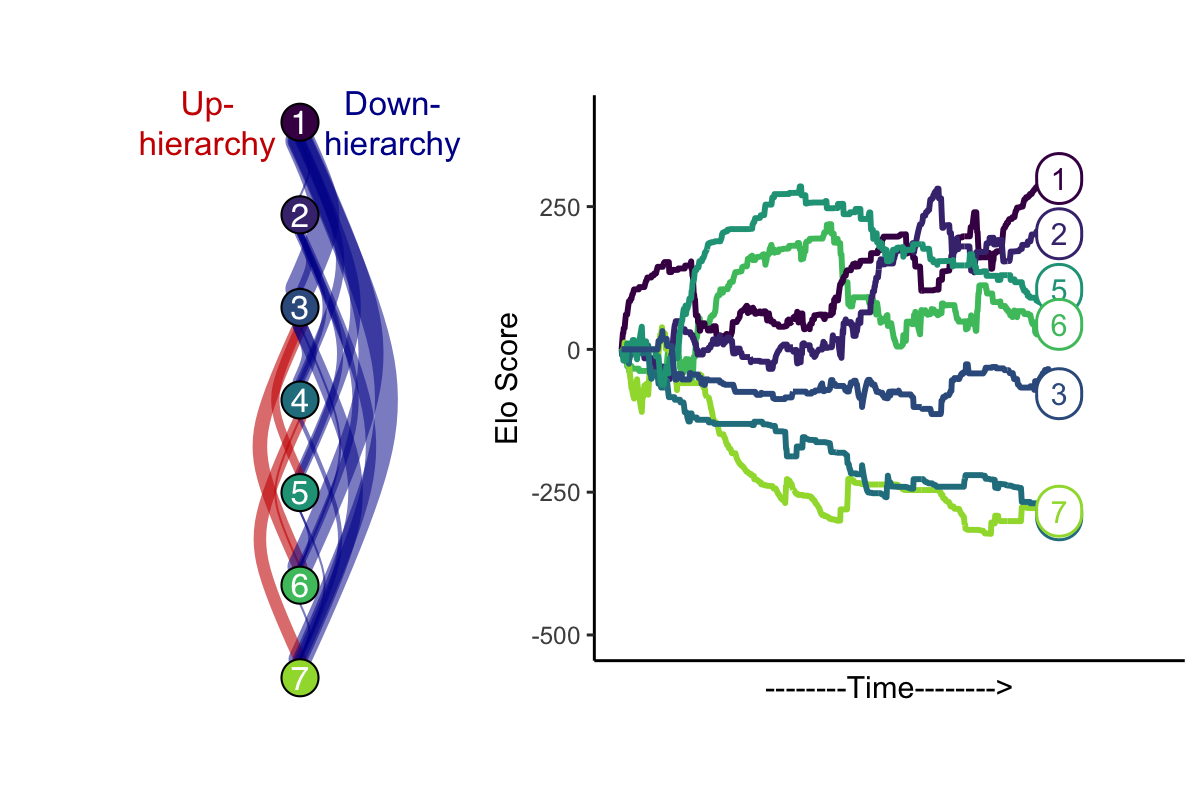 Up-
hierarchy
Down-
hierarchy
1
2
3
4
5
6
7
Elo Score
250
0
-250
-500
1
2
5
6
3
7
--------Time-------->